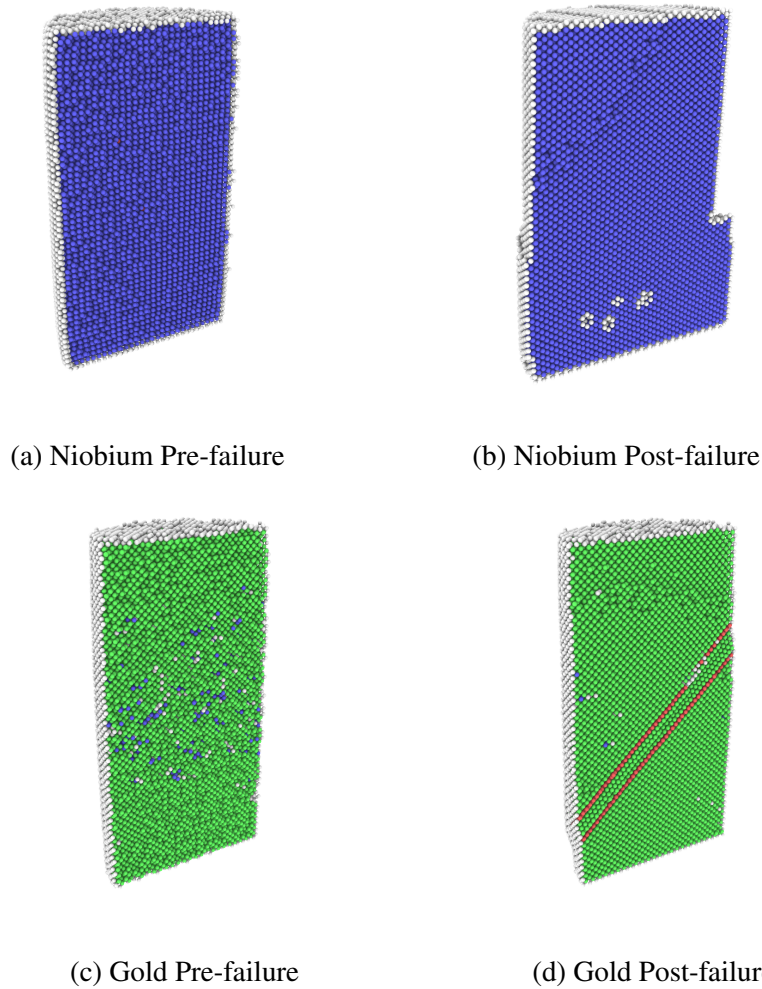 (a) Niobium Pre-failure
(b) Niobium Post-failure
(c) Gold Pre-failure
(d) Gold Post-failur